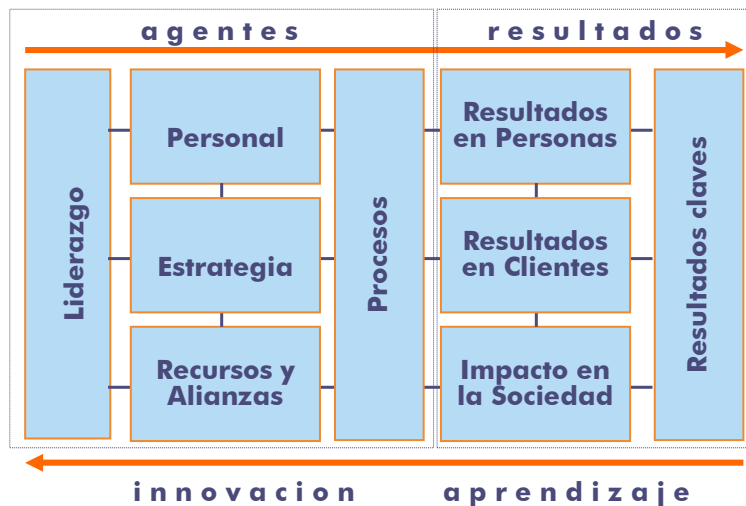 agentes
resultados
Liderazgo
Personal
Estrategia
Recursos y
Alianzas
Procesos
Resultados
en Personas
Resultados
en Clientes
Impacto en
la Sociedad
Resultados claves
innovacion
aprendizaje